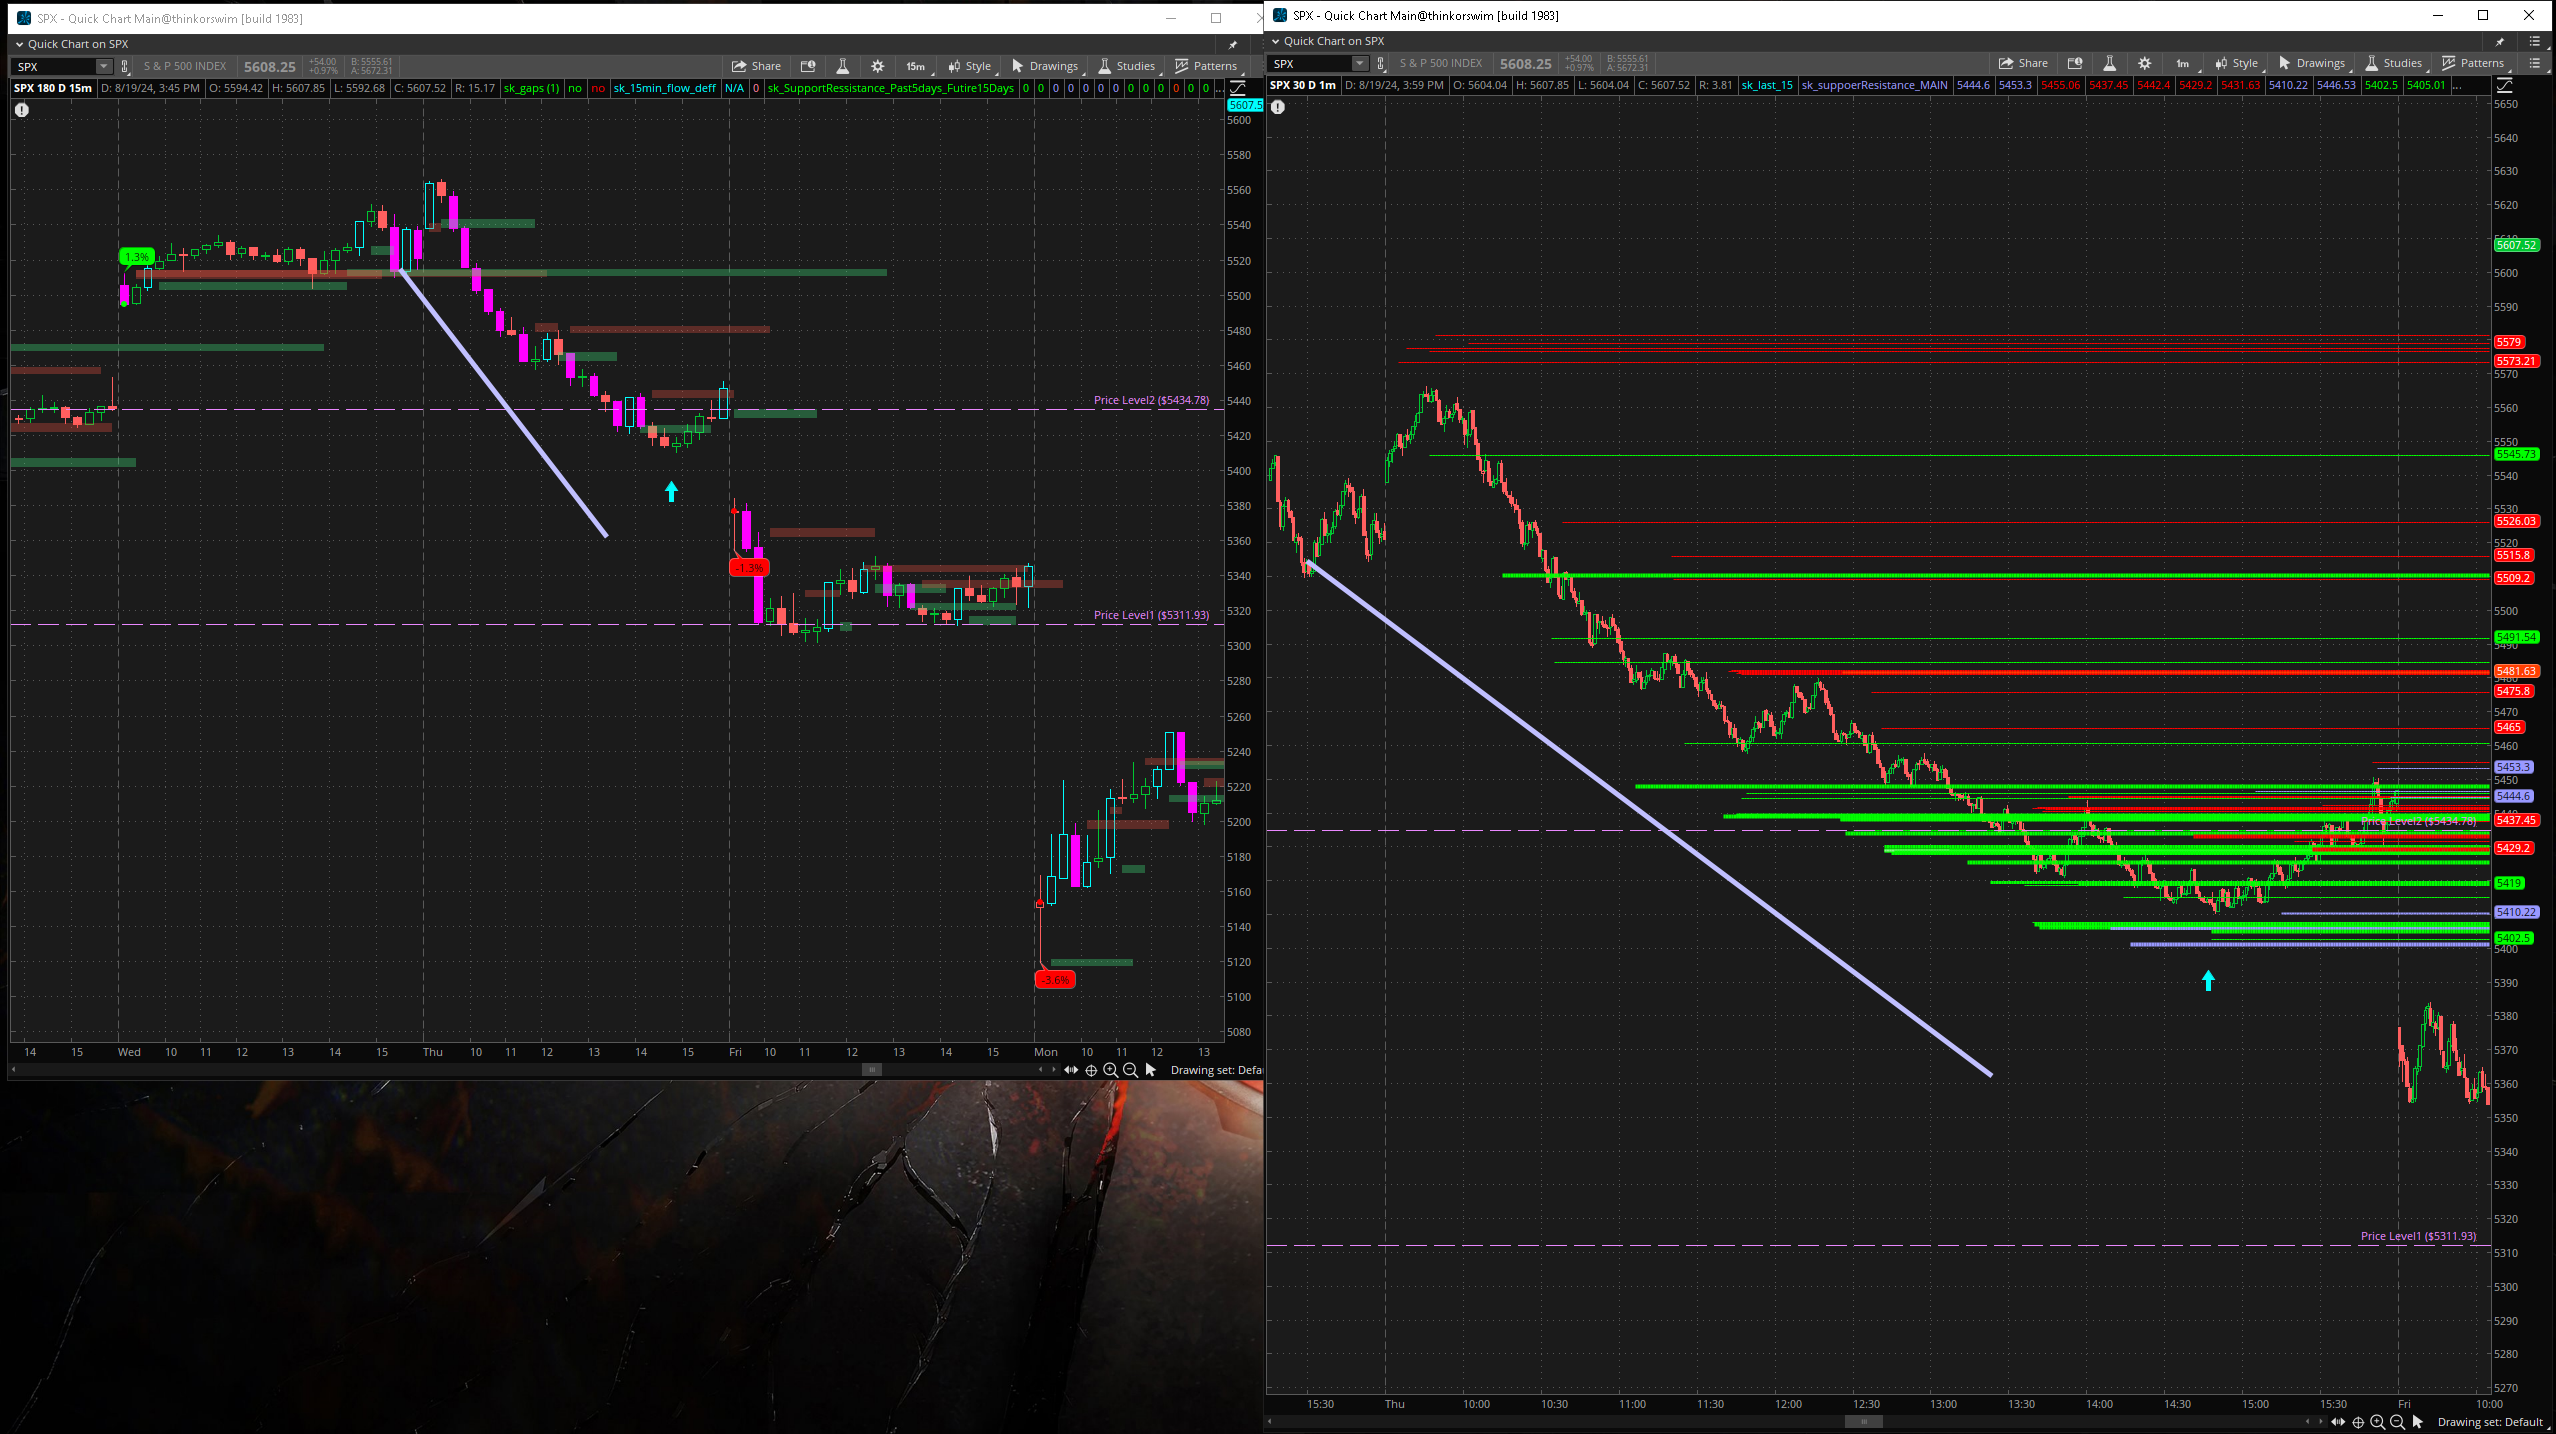 SPX - Quick Chart Main@thinkorswim [build 1983]
Quick Chart on SPX
SPX
S & P 500 INDEX
5608.25
+54.00
+0.97%
B: 5555.61
A: 5672.31
Share
15m
Style
Drawings
Studies
Patterns
SPX 180 D 15m
D: 8/19/24, 3:45 PM
O: 5594.42
H: 5607.85
L: 5592.68
C: 5607.52
R: 15.17
sk_gaps (1)
no
no
sk_15min_flow_deff
N/A
0
sk_SupportRessistance_Past5days_Futire15Days
0 0 0 0 0 0 0 0 0 0 0 0 0 ...
5607.5
5600
5580
5560
5540
5520
5500
5480
5460
5440
5420
5400
5380
5360
5340
5320
5300
5280
5260
5240
5220
5200
5180
5160
5140
5120
5100
5080
1.3%
-1.3%
-3.6%
Price Level2 ($5434.78)
Price Level1 ($5311.93)
14 15 Wed 10 11 12 13 14 15 Thu 10 11 12 13 14 15 Fri 10 11 12 13 14 15 Mon 10 11 12 13
Drawing set: Defa
SPX - Quick Chart Main@thinkorswim [build 1983]
Quick Chart on SPX
SPX
S & P 500 INDEX
5608.25
+54.00
+0.97%
B: 5555.61
A: 5672.31
Share
1m
Style
Drawings
Studies
Patterns
SPX 30 D 1m
D: 8/19/24, 3:59 PM
O: 5604.04
H: 5607.85
L: 5604.04
C: 5607.52
R: 3.81
sk_last_15
sk_suppoerResistance_MAIN
5444.6
5453.3
5455.06
5437.45
5442.4
5429.2
5431.63
5410.22
5446.53
5402.5
5405.01
...
5650
5640
5630
5620
5607.52
5600
5590
5579
5573.21
5570
5560
5550
5545.73
5540
5530
5526.03
5520
5515.8
5509.2
5500
5491.54
5490
5481.63
5480
5475.8
5470
5465
5460
5453.3
5450
5444.6
5437.45
5429.2
5419
5410.22
5402.5
5400
5390
5380
5370
5360
5350
5340
5330
5320
5310
5300
5290
5280
5270
Price Level2 ($5434.78)
Price Level1 ($5311.93)
15:30 Thu 10:00 10:30 11:00 11:30 12:00 12:30 13:00 13:30 14:00 14:30 15:00 15:30 Fri 10:00
Drawing set: Default